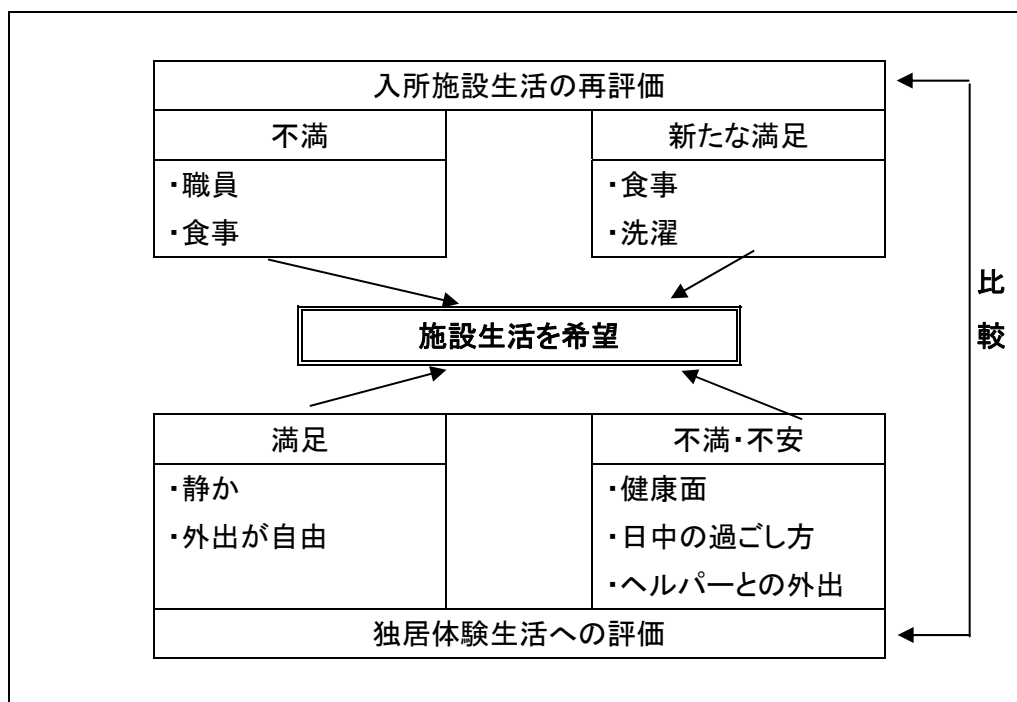 入所施設生活の再評価
不満
新たな満足
・職員
・食事
・食事
・洗濯
比較
施設生活を希望
満足
不満・不安
・静か
・外出が自由
・健康面
・日中の過ごし方
・ヘルパーとの外出
独居体験生活への評価